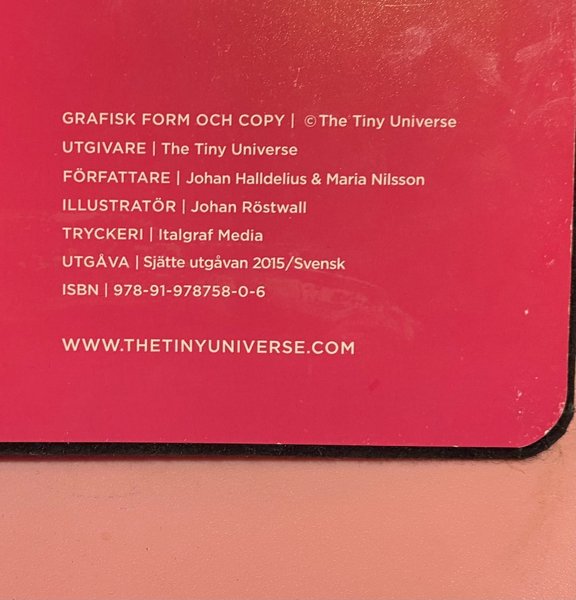 GRAFISK FORM OCH COPY | © The Tiny Universe
UTGIVARE | The Tiny Universe
FÖRFATTARE | Johan Halldelius & Maria Nilsson
ILLUSTRATÖR | Johan Röstwall
TRYCKERI | Italgraf Media
UTGÅVA | Sjätte utgåvan 2015/Svensk
ISBN | 978-91-978758-0-6
WWW.THETINYUNIVERSE.COM